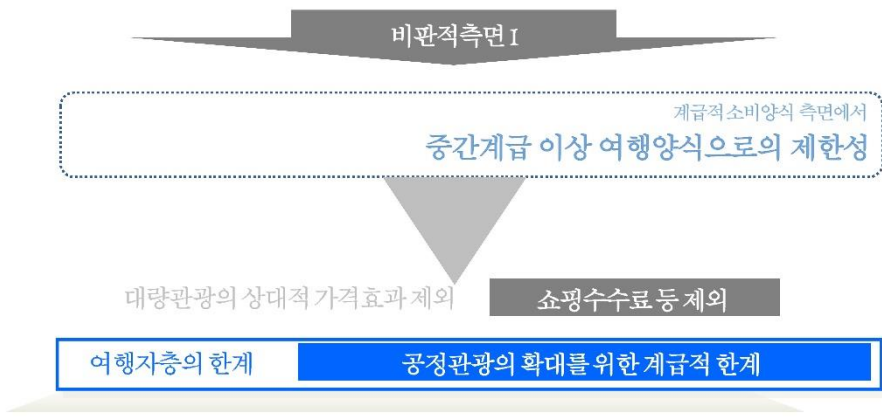 비판적측면 I
계급적소비양식 측면에서
중간계급 이상 여행양식으로의 제한성
대량관광의 상대적 가격효과 제외 쇼핑수수료 등 제외
여행자층의 한계 공정관광의 확대를 위한 계급적 한계